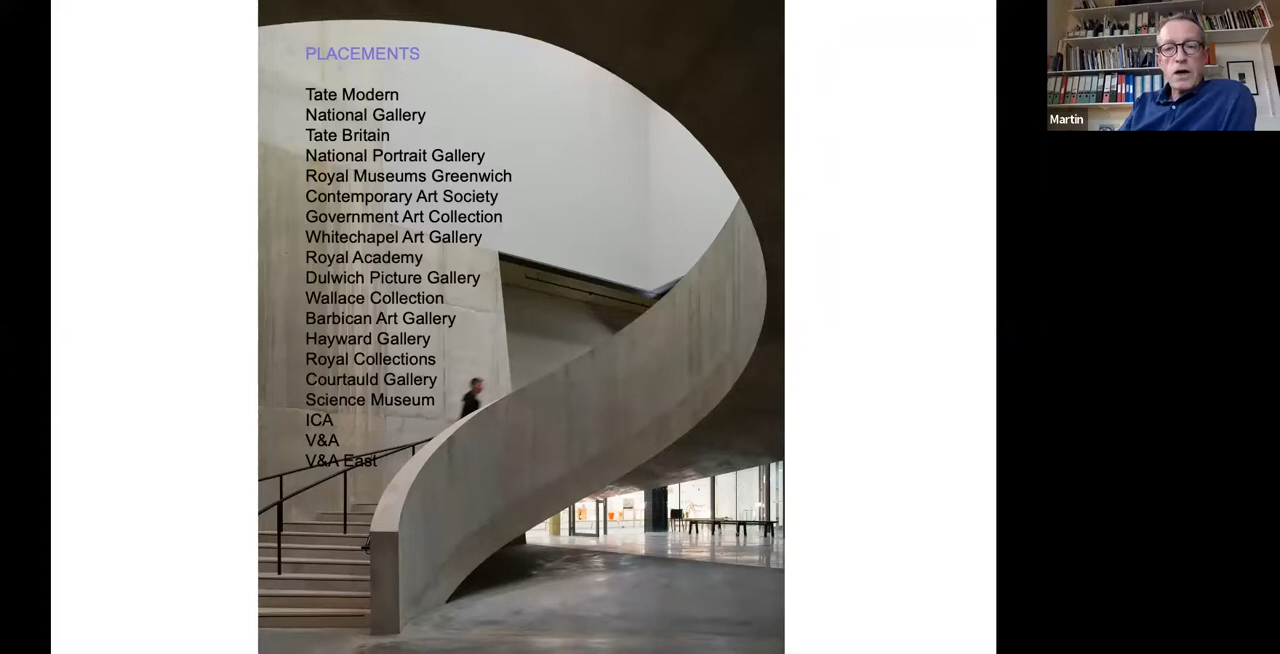 PLACEMENTS
Tate Modern
National Gallery
Tate Britain
National Portrait Gallery
Royal Museums Greenwich
Contemporary Art Society
Government Art Collection
Whitechapel Art Gallery
Royal Academy
Dulwich Picture Gallery
Wallace Collection
Barbican Art Gallery
Hayward Gallery
Royal Collections
Courtauld Gallery
Science Museum
ICA
V&A
V&A East
Martin